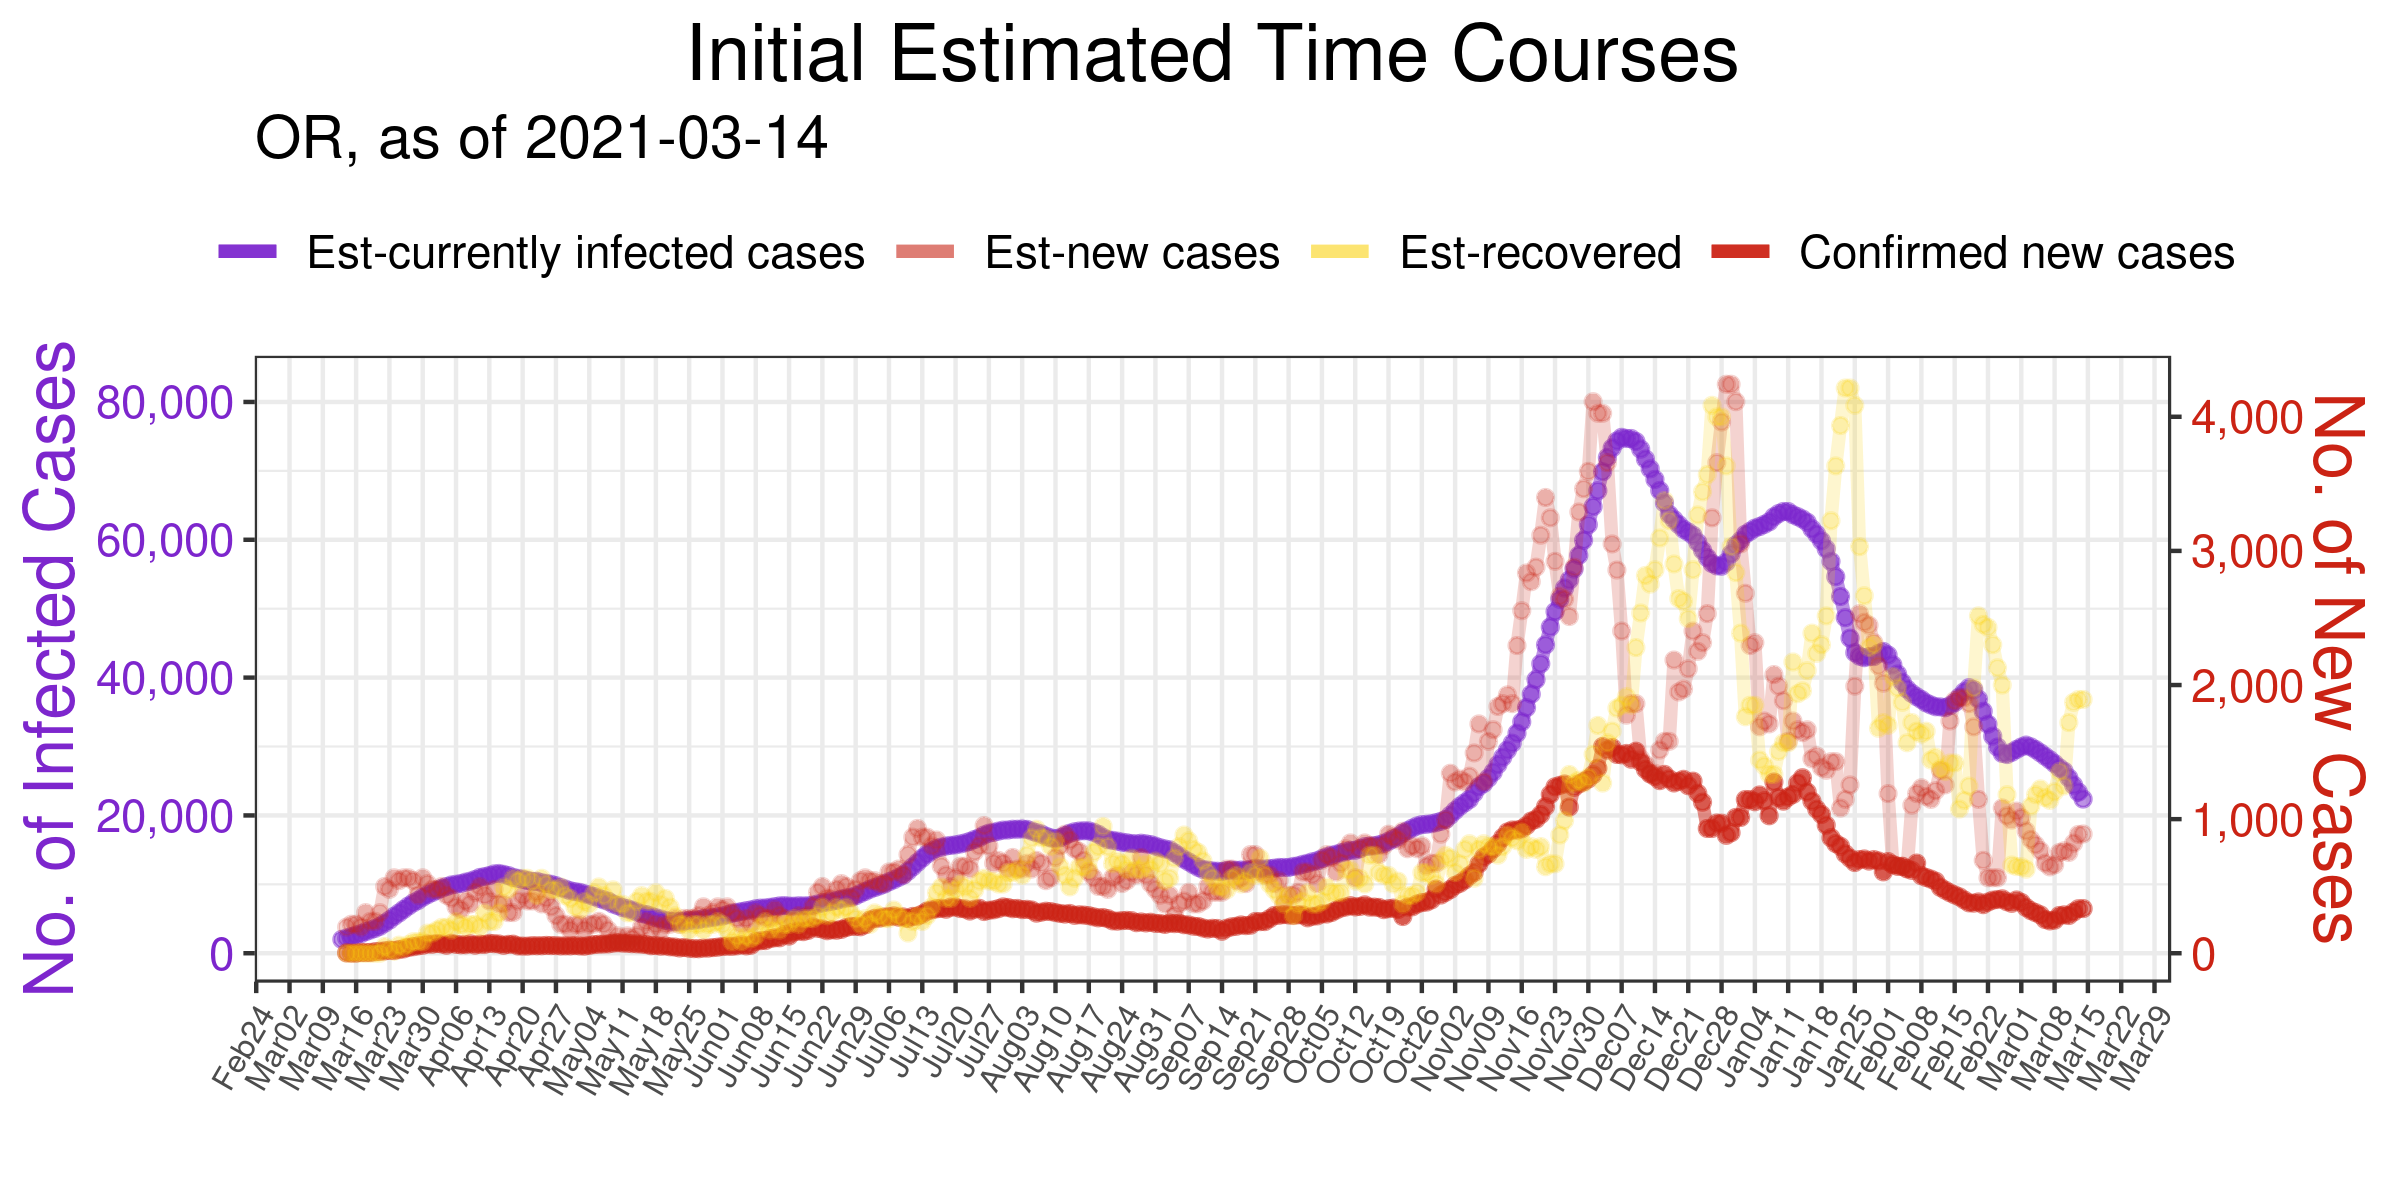 Initial Estimated Time Courses
OR, as of 2021-03-14
Est-currently infected cases Est-new cases Est-recovered Confirmed new cases
No. of Infected Cases
80,000
60,000
40,000
20,000
0
4,000
3,000
2,000
1,000
0
No. of New Cases
Feb24 Mar02 Mar09 Mar16 Mar23 Mar30 Apr06 Apr13 Apr20 Apr27 May04 May11 May18 May25 Jun01 Jun08 Jun15 Jun22 Jun29 Jul06 Jul13 Jul20 Jul27 Aug03 Aug10 Aug17 Aug24 Aug31 Sep07 Sep14 Sep21 Sep28 Oct05 Oct12 Oct19 Oct26 Nov02 Nov09 Nov16 Nov23 Nov30 Dec07 Dec14 Dec21 Dec28 Jan04 Jan11 Jan18 Jan25 Feb01 Feb08 Feb15 Feb22 Mar01 Mar08 Mar15 Mar22 Mar29